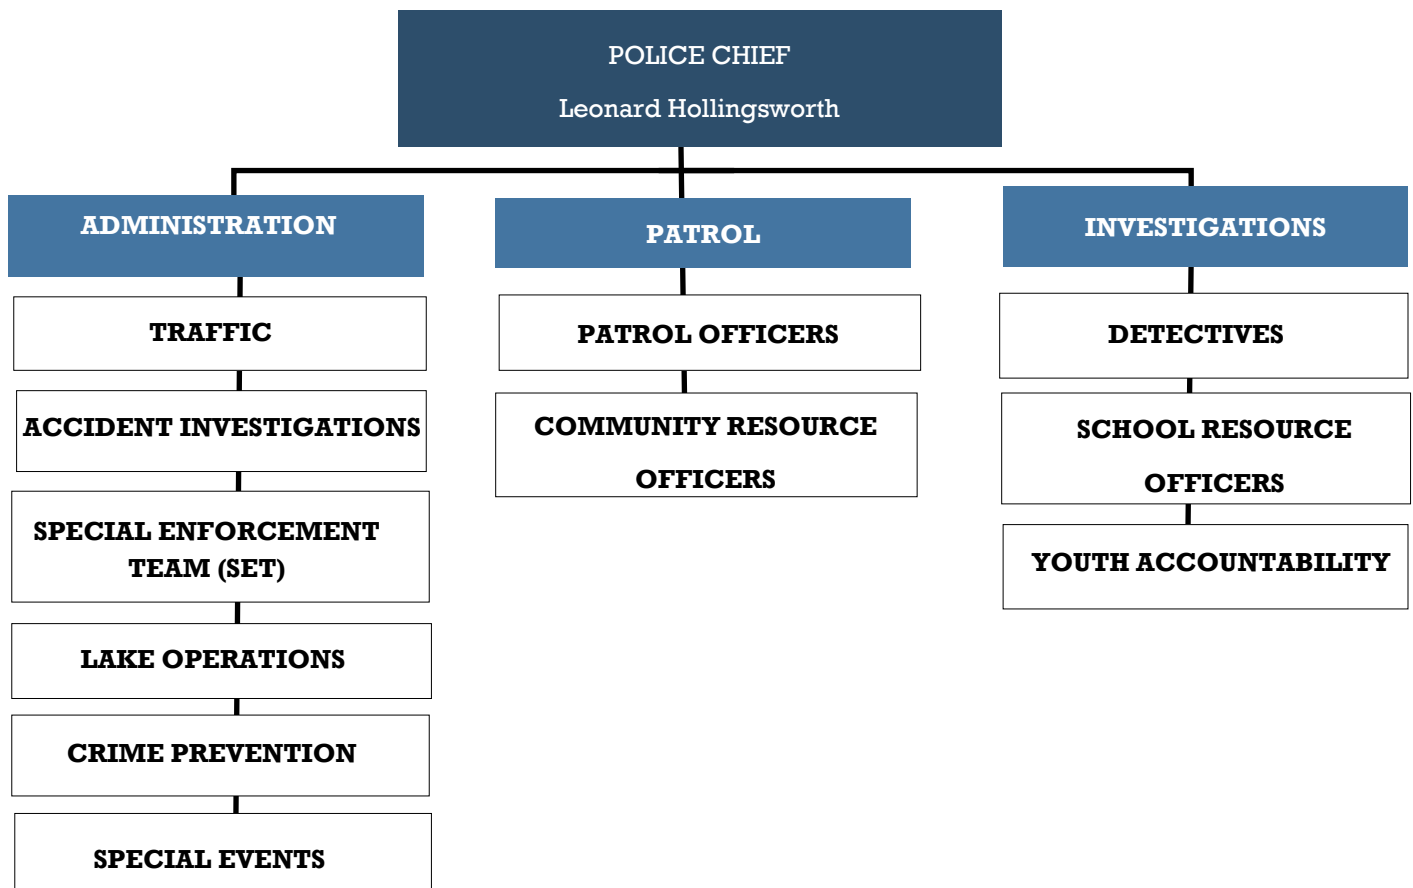 POLICE CHIEF
Leonard Hollingsworth
ADMINISTRATION
TRAFFIC
ACCIDENT INVESTIGATIONS
SPECIAL ENFORCEMENT
TEAM (SET)
LAKE OPERATIONS
CRIME PREVENTION
SPECIAL EVENTS
PATROL
PATROL OFFICERS
COMMUNITY RESOURCE
OFFICERS
INVESTIGATIONS
DETECTIVES
SCHOOL RESOURCE
OFFICERS
YOUTH ACCOUNTABILITY